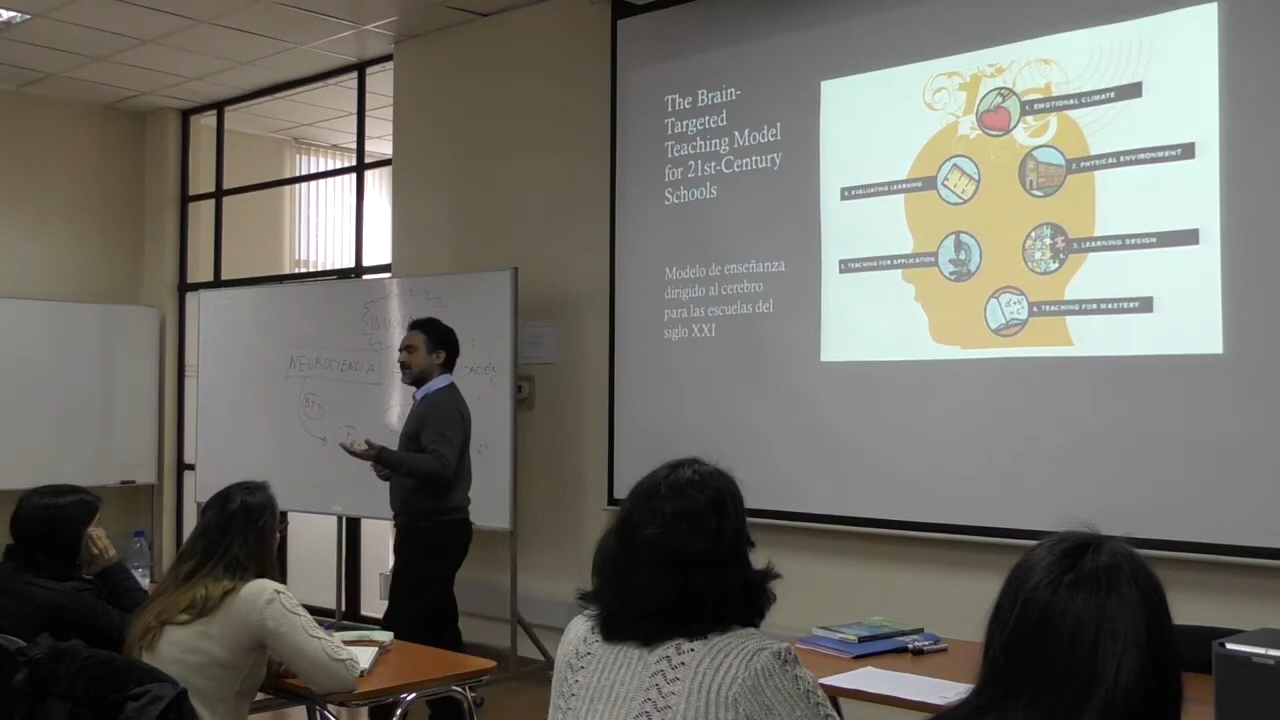 The Brain-
Targeted
Teaching Model
for 21st-Century
Schools
Modelo de enseñanza
dirigido al cerebro
para las escuelas del
siglo XXI
1. EMOTIONAL CLIMATE
2. PHYSICAL ENVIRONMENT
3. LEARNING DESIGN
4. TEACHING FOR MASTERY
5. TEACHING FOR APPLICATION
6. EVALUATING LEARNING
NEUROCIENCIA